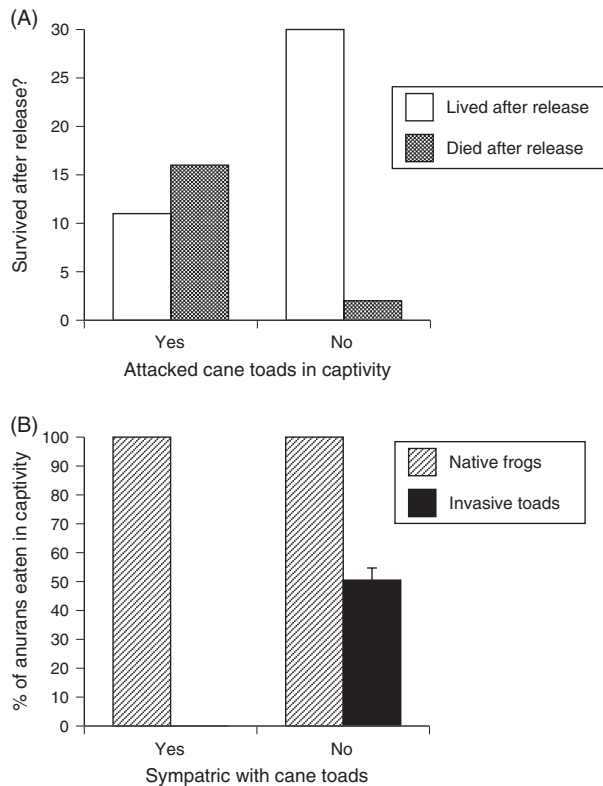 (A)
30
25
20
15
10
5
0
Survived after release?
Lived after release
Died after release
Yes
No
Attacked cane toads in captivity
(B)
100
90
80
70
60
50
40
30
20
10
0
% of anurans eaten in captivity
Native frogs
Invasive toads
Yes
No
Sympatric with cane toads